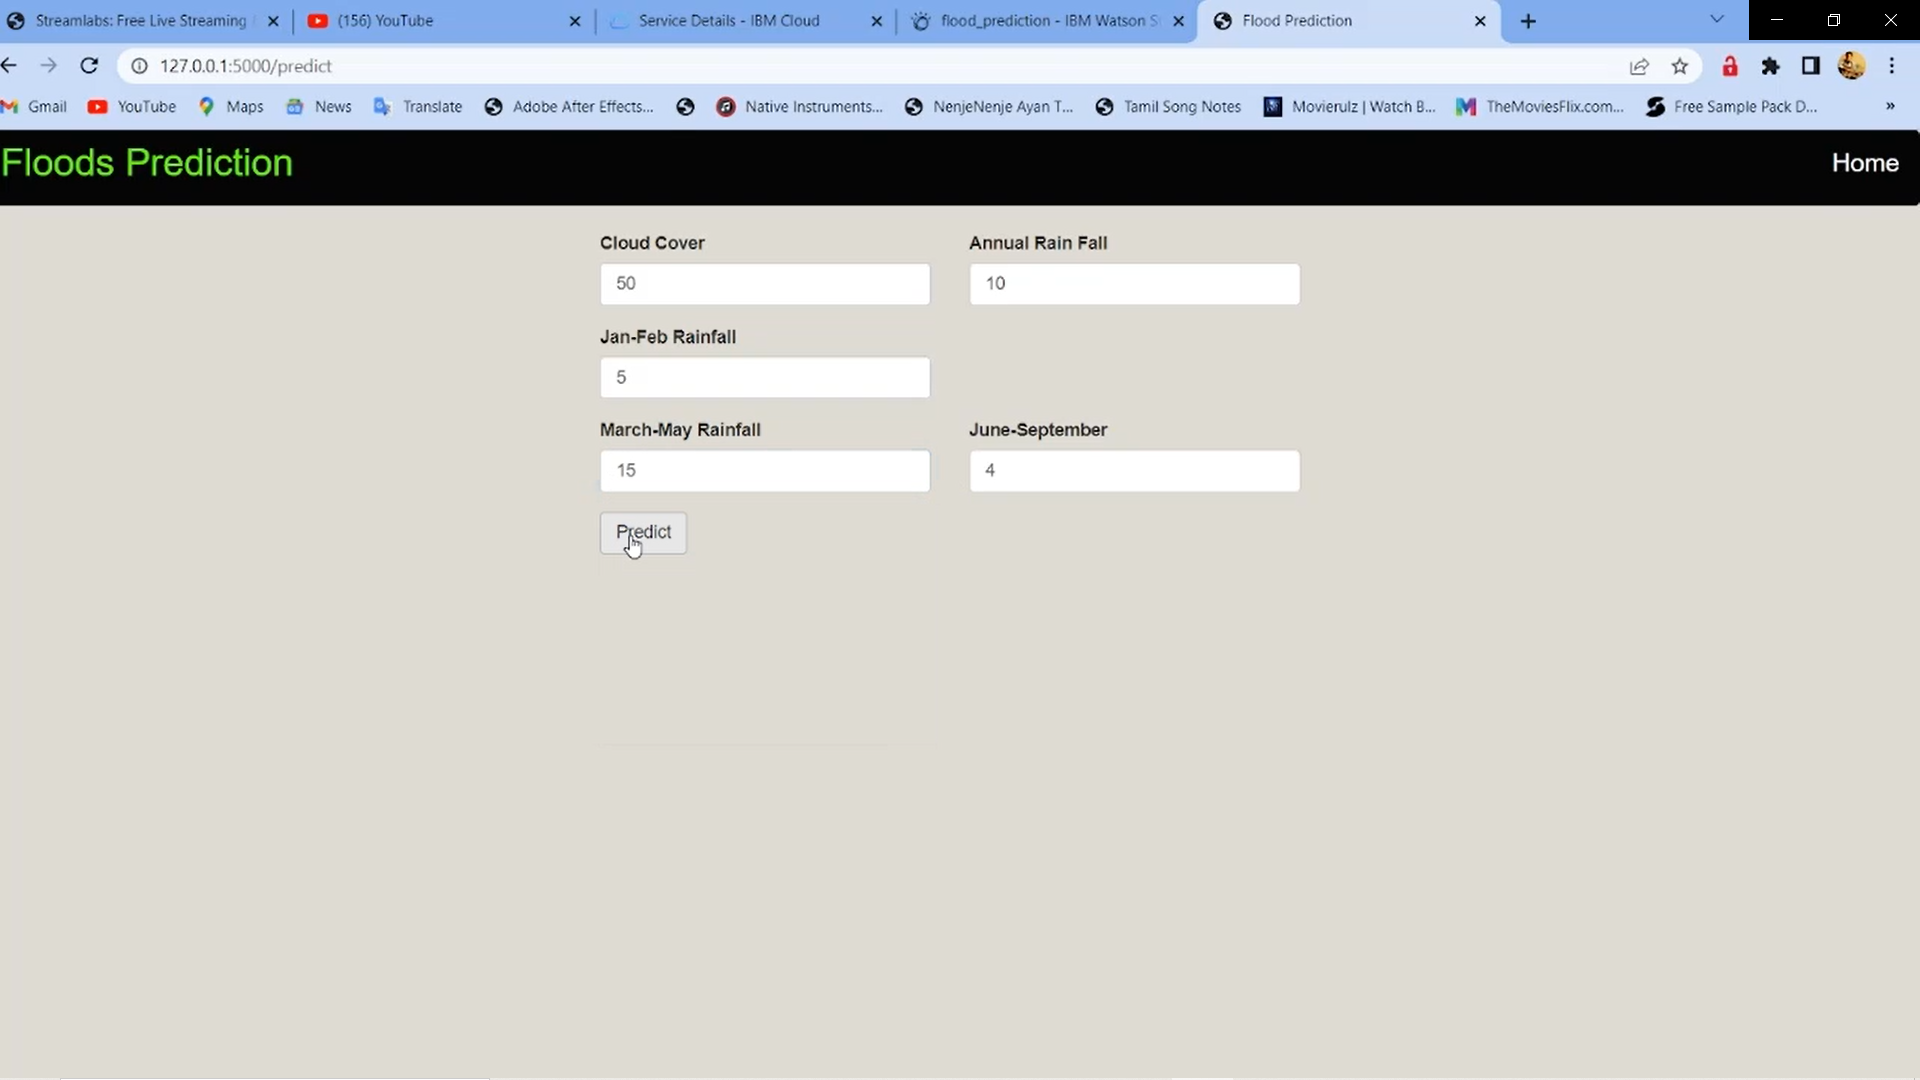 Streamlabs: Free Live Streaming
(156) YouTube
Service Details - IBM Cloud
flood_prediction - IBM Watson S
Flood Prediction
127.0.0.1:5000/predict
Gmail
YouTube
Maps
News
Translate
Adobe After Effects...
Native Instruments...
NenjeNenje Ayan T...
Tamil Song Notes
Movierulz | Watch B...
TheMoviesFlix.com...
Free Sample Pack D...
»
Floods Prediction
Home
Cloud Cover
Annual Rain Fall
50
10
Jan-Feb Rainfall
5
March-May Rainfall
June-September
15
4
Predict